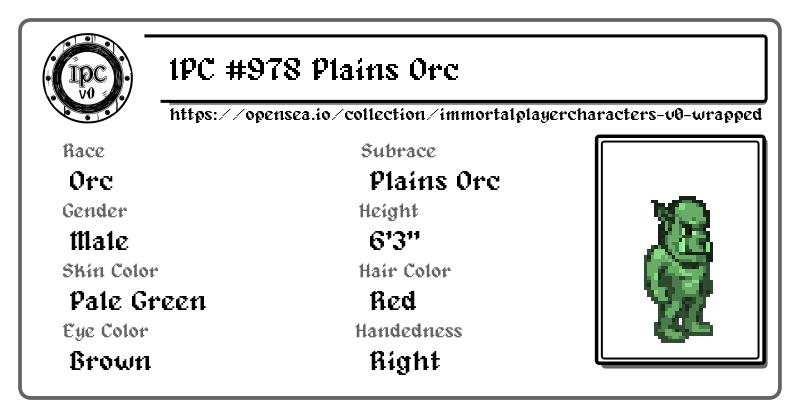 IPC
v0
IPC #978 Plains Orc
https://opensea.io/collection/immortalplayercharacters-v0-wrapped
Race
Orc
Subrace
Plains Orc
Gender
Male
Height
6'3"
Skin Color
Pale Green
Hair Color
Red
Eye Color
Brown
Handedness
Right